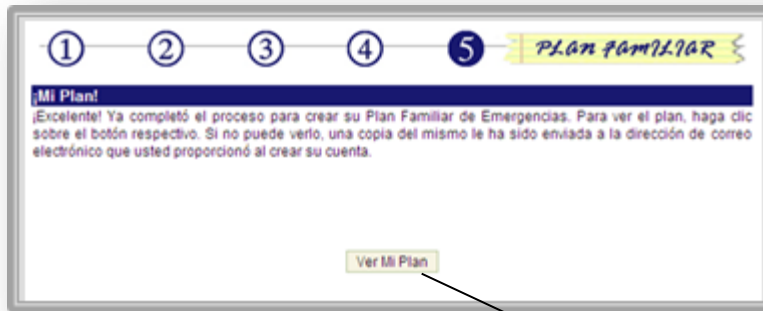 1 2 3 4 5 PLAN FAMILIAR
¡Mi Plan!
¡Excelente! Ya completó el proceso para crear su Plan Familiar de Emergencias. Para ver el plan, haga clic
sobre el botón respectivo. Si no puede verlo, una copia del mismo le ha sido enviada a la dirección de correo
electrónico que usted proporcionó al crear su cuenta.
Ver Mi Plan